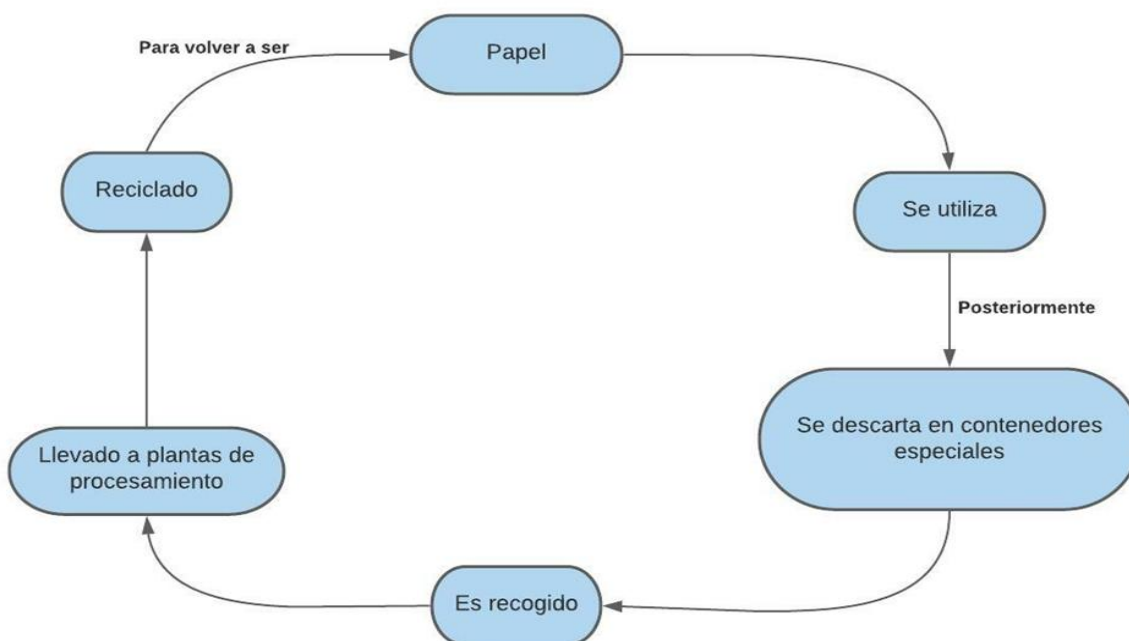 Para volver a ser
Papel
Reciclado
Se utiliza
Posteriormente
Se descarta en contenedores
especiales
Llevado a plantas de
procesamiento
Es recogido